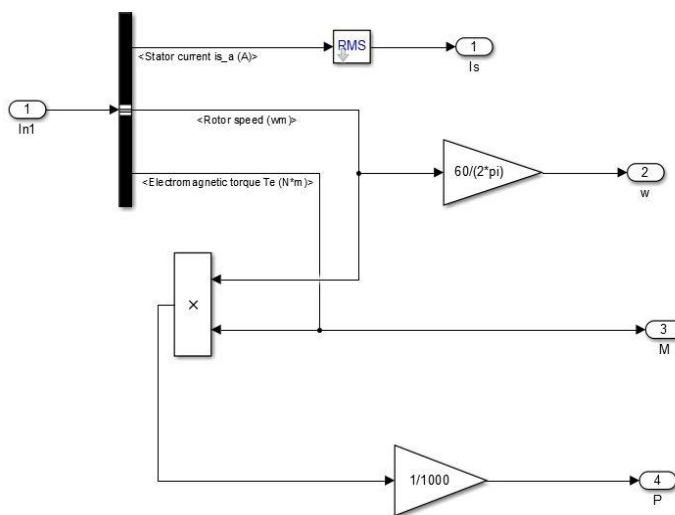 RMS
1
<Stator current is_a (A)>
Is
1
In1
<Rotor speed (wm)>
60/(2*pi)
2
w
<Electromagnetic torque Te (N*m)>
×
3
M
1/1000
4
P